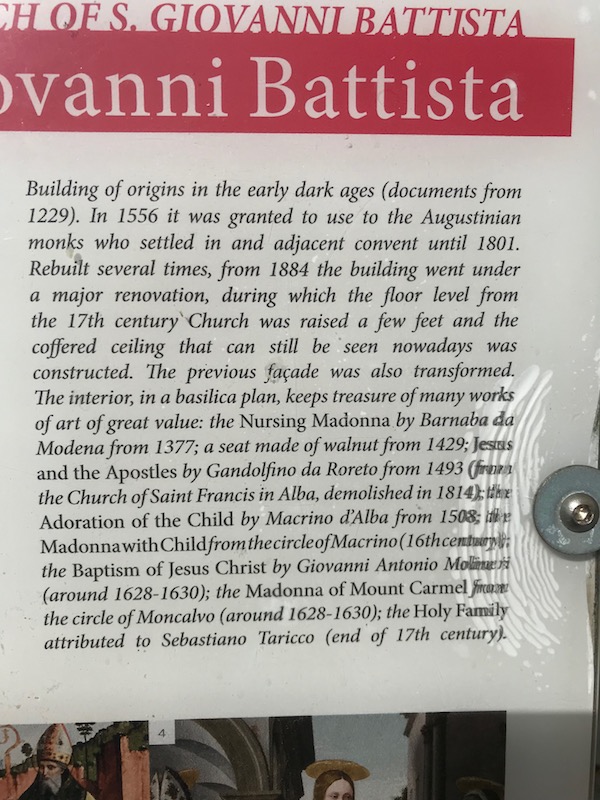 CH OF S. GIOVANNI BATTISTA
ovanni Battista
Building of origins in the early dark ages (documents from
1229). In 1556 it was granted to use to the Augustinian
monks who settled in and adjacent convent until 1801.
Rebuilt several times, from 1884 the building went under
a major renovation, during which the floor level from
the 17th century Church was raised a few feet and the
coffered ceiling that can still be seen nowadays was
constructed. The previous façade was also transformed.
The interior, in a basilica plan, keeps treasure of many works
of art of great value: the Nursing Madonna by Barnaba da
Modena from 1377; a seat made of walnut from 1429; Jesus
and the Apostles by Gandolfino da Roreto from 1493 (from
the Church of Saint Francis in Alba, demolished in 1814); the
Adoration of the Child by Macrino d'Alba from 1508; the
Madonna with Child from the circle of Macrino (16th century);
the Baptism of Jesus Christ by Giovanni Antonio Molineri
(around 1628-1630); the Madonna of Mount Carmel from
the circle of Moncalvo (around 1628-1630); the Holy Family
attributed to Sebastiano Taricco (end of 17th century).
4